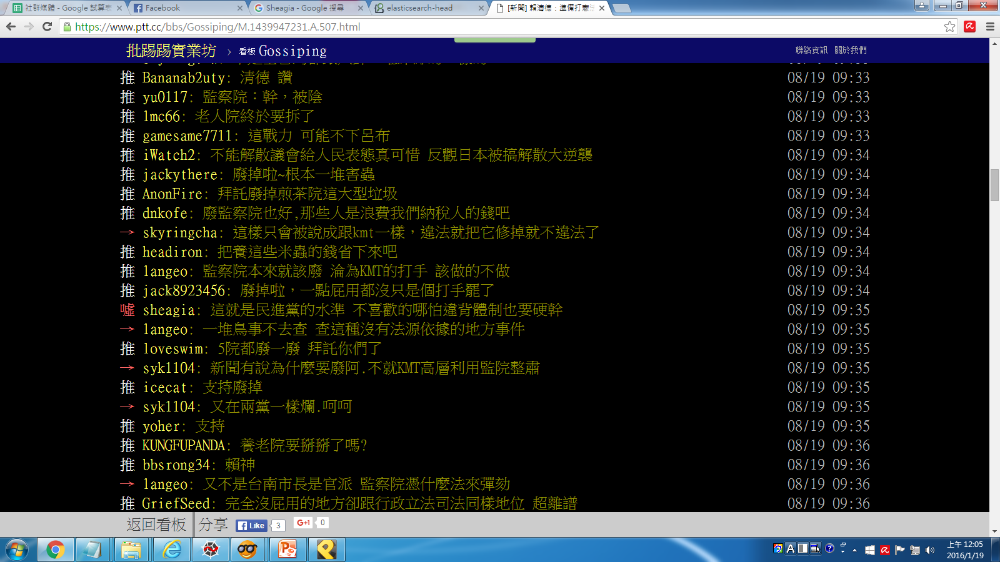 社群媒體 - Google 試算表
Facebook
Sheagia - Google 搜尋
elasticsearch-head
[新聞] 賴清德：準備打憲法
https://www.ptt.cc/bbs/Gossiping/M.1439947231.A.507.html
批踢踢實業坊 › 看板 Gossiping 聯絡資訊 關於我們
推 Bananab2uty: 清德 讚 08/19 09:33
推 yu0117: 監察院：幹，被陰 08/19 09:33
推 lmc66: 老人院終於要拆了 08/19 09:33
推 gamesame7711: 這戰力 可能不下呂布 08/19 09:33
推 iWatch2: 不能解散議會給人民表態真可惜 反觀日本被搞解散大逆襲 08/19 09:34
推 jackythere: 廢掉啦~根本一堆害蟲 08/19 09:34
推 AnonFire: 拜託廢掉煎茶院這大型垃圾 08/19 09:34
推 dnkofe: 廢監察院也好,那些人是浪費我們納稅人的錢吧 08/19 09:34
→ skyringcha: 這樣只會被說成跟kmt一樣，違法就把它修掉就不違法了 08/19 09:34
推 headiron: 把養這些米蟲的錢省下來吧 08/19 09:34
推 langeo: 監察院本來就該廢 淪為KMT的打手 該做的不做 08/19 09:34
推 jack8923456: 廢掉啦，一點屁用都沒只是個打手罷了 08/19 09:34
噓 sheagia: 這就是民進黨的水準 不喜歡的哪怕違背體制也要硬幹 08/19 09:35
→ langeo: 一堆鳥事不去查 查這種沒有法源依據的地方事件 08/19 09:35
推 loveswim: 5院都廢一廢 拜託你們了 08/19 09:35
→ syk1104: 新聞有說為什麼要廢阿.不就KMT高層利用監院整肅 08/19 09:35
推 icecat: 支持廢掉 08/19 09:35
→ syk1104: 又在兩黨一樣爛.呵呵 08/19 09:35
推 yoher: 支持 08/19 09:35
推 KUNGFUPANDA: 養老院要掰掰了嗎? 08/19 09:36
推 bbsrong34: 賴神 08/19 09:36
→ langeo: 又不是台南市長是官派 監察院憑什麼法來彈劾 08/19 09:36
推 GriefSeed: 完全沒屁用的地方卻跟行政立法司法同樣地位 超離譜 08/19 09:36
返回看板 分享 Like 3 G+1 0
上午 12:05
2016/1/19